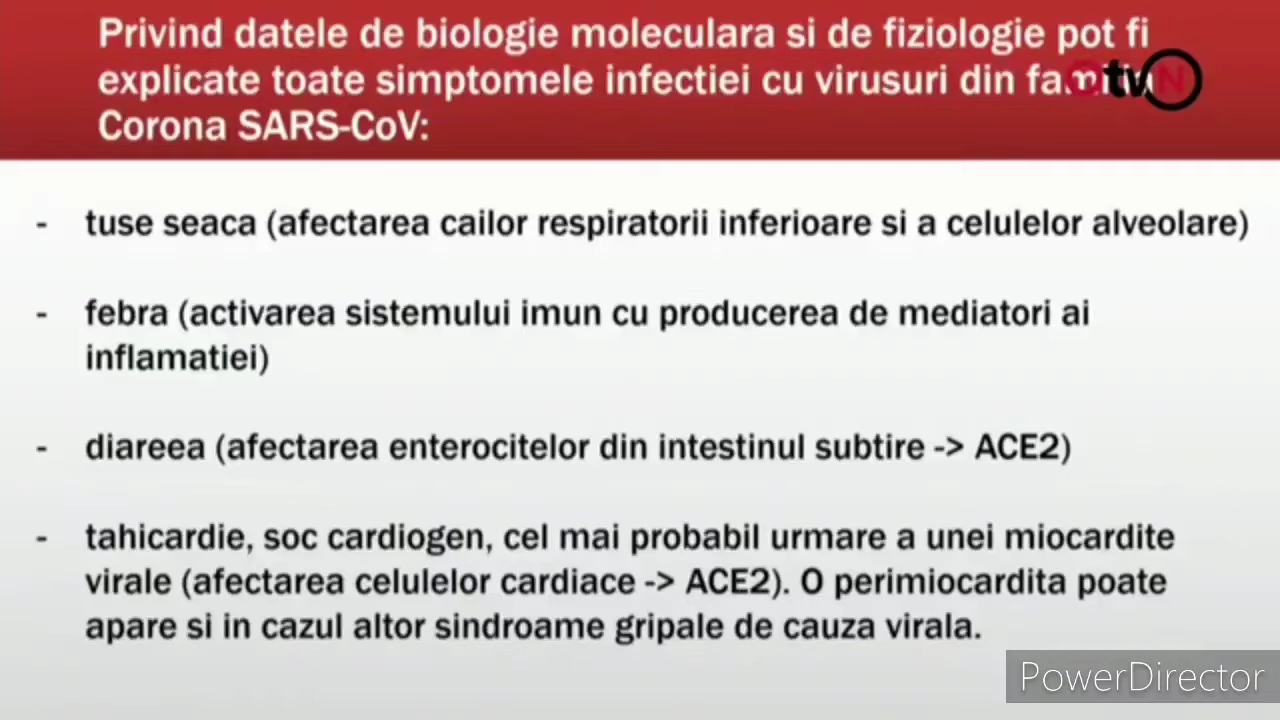 Privind datele de biologie moleculara si de fiziologie pot fi
explicate toate simptomele infectiei cu virusuri din familia
Corona SARS-CoV:
tvN
- tuse seaca (afectarea cailor respiratorii inferioare si a celulelor alveolare)
- febra (activarea sistemului imun cu producerea de mediatori ai
inflamatiei)
- diareea (afectarea enterocitelor din intestinul subtire -> ACE2)
- tahicardie, soc cardiogen, cel mai probabil urmare a unei miocardite
virale (afectarea celulelor cardiace -> ACE2). O perimiocardita poate
apare si in cazul altor sindroame gripale de cauza virala.
PowerDirector